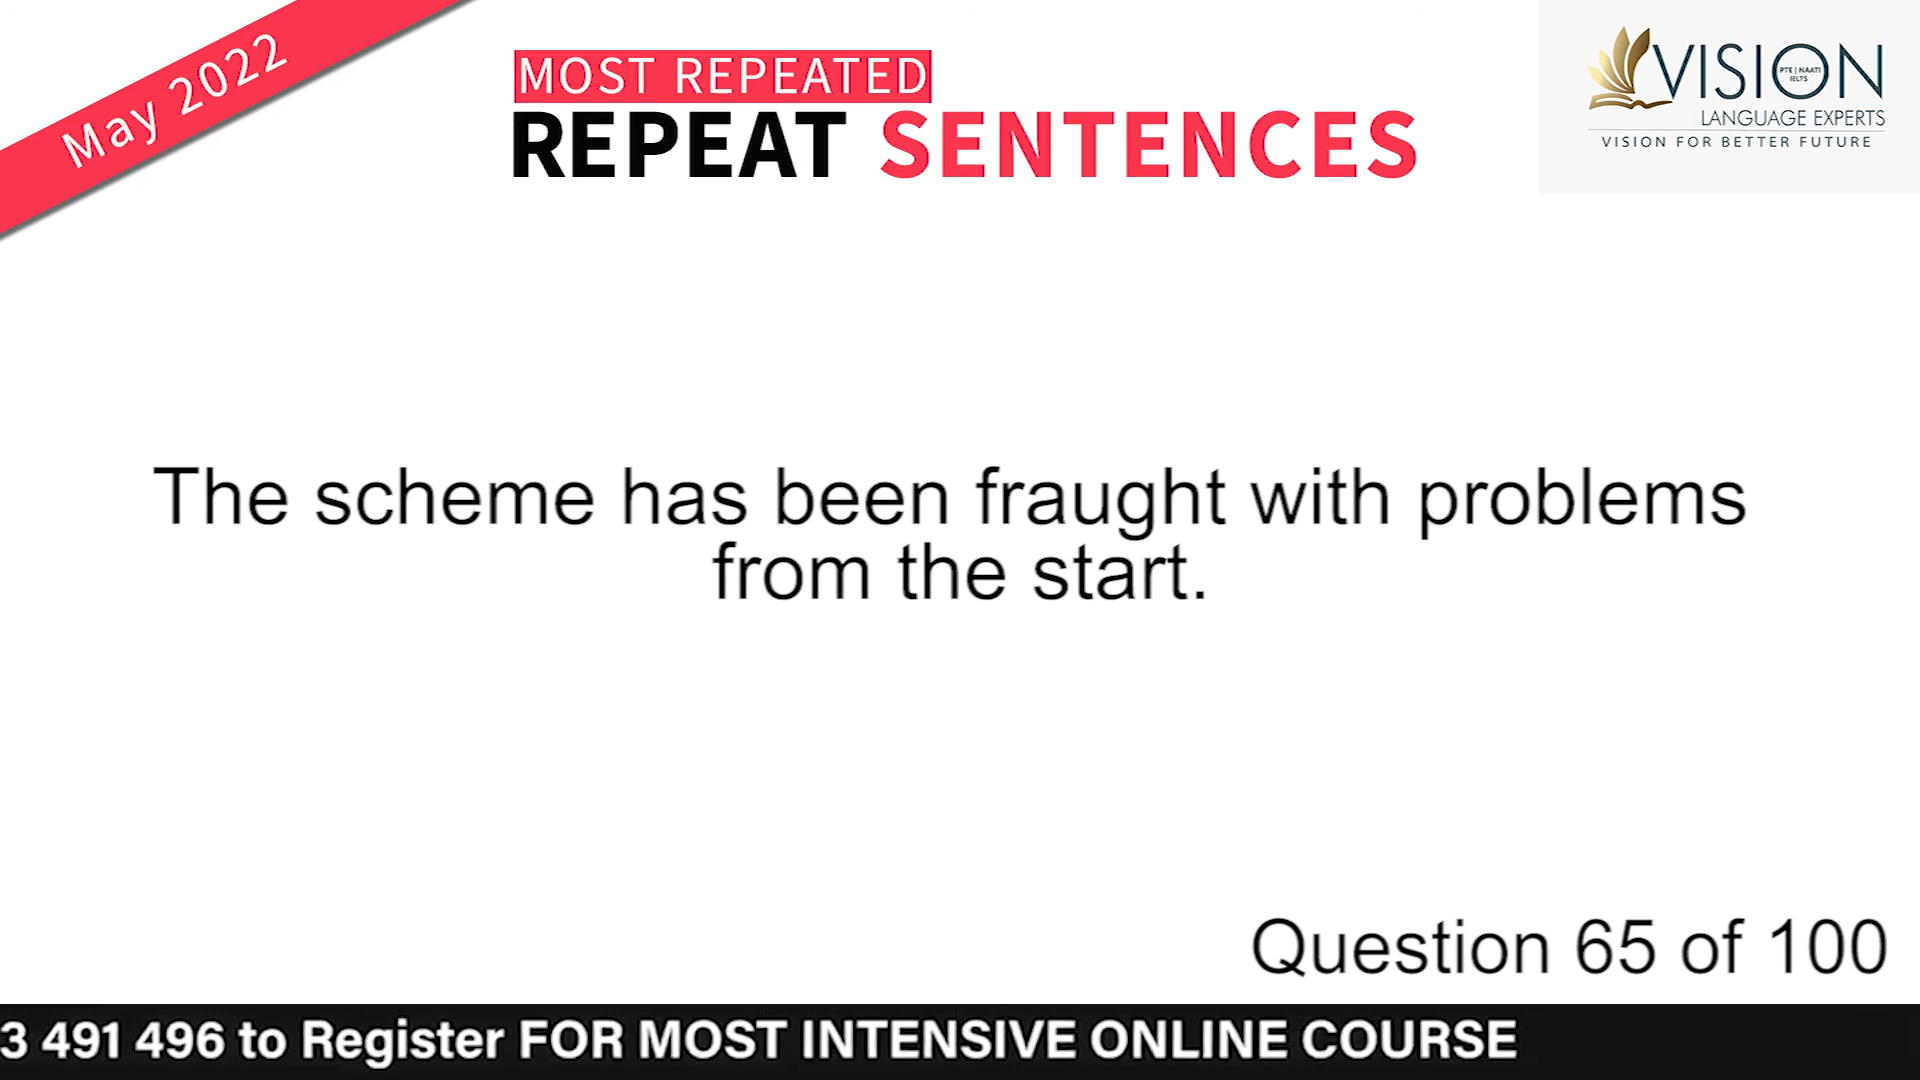 May 2022
MOST REPEATED
REPEAT SENTENCES
VISION
PTE | NAATI
IELTS
LANGUAGE EXPERTS
VISION FOR BETTER FUTURE
The scheme has been fraught with problems
from the start.
Question 65 of 100
3 491 496 to Register FOR MOST INTENSIVE ONLINE COURSE